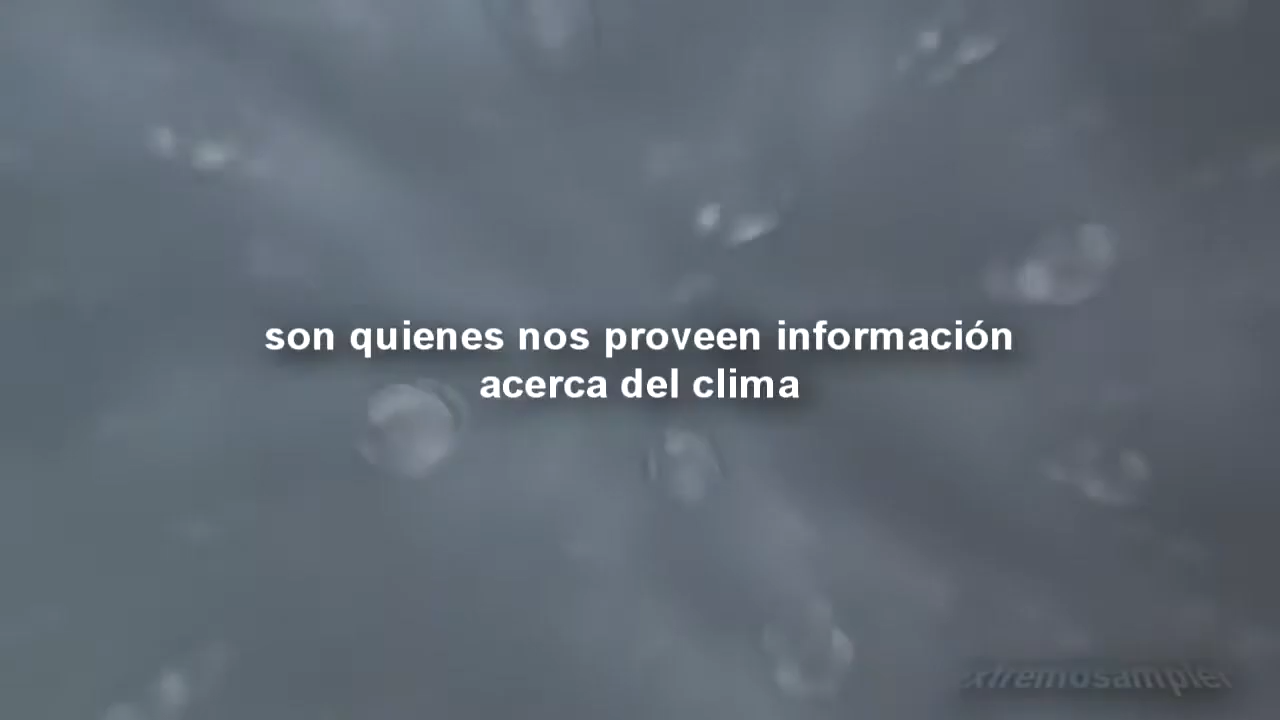 son quienes nos proveen información
acerca del clima